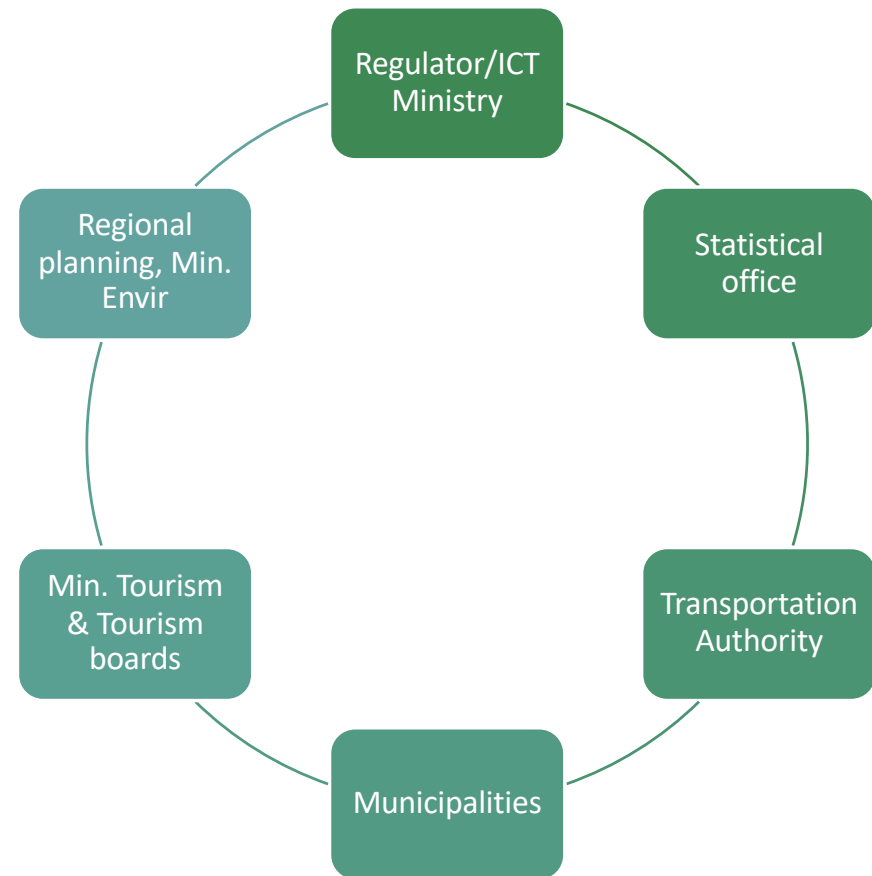 Regulator/ICT
Ministry
Statistical
office
Transportation
Authority
Municipalities
Min. Tourism
& Tourism
boards
Regional
planning, Min.
Envir